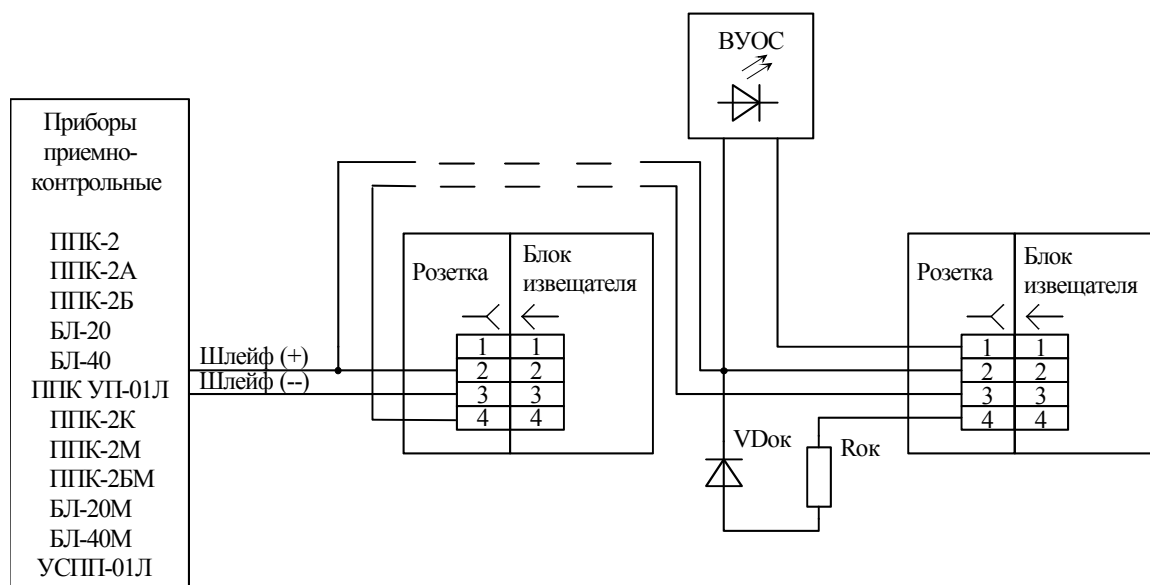 ВУОС
Приборы
приемно-
контрольные
ППК-2
ППК-2А
ППК-2Б
БЛ-20
БЛ-40
ППК УП-01Л
ППК-2К
ППК-2М
ППК-2БМ
БЛ-20М
БЛ-40М
УСПП-01Л
Шлейф (+)
Шлейф (--)
Розетка
Блок
извещателя
1 1
2 2
3 3
4 4
VDок
Rок
Розетка
Блок
извещателя
1 1
2 2
3 3
4 4